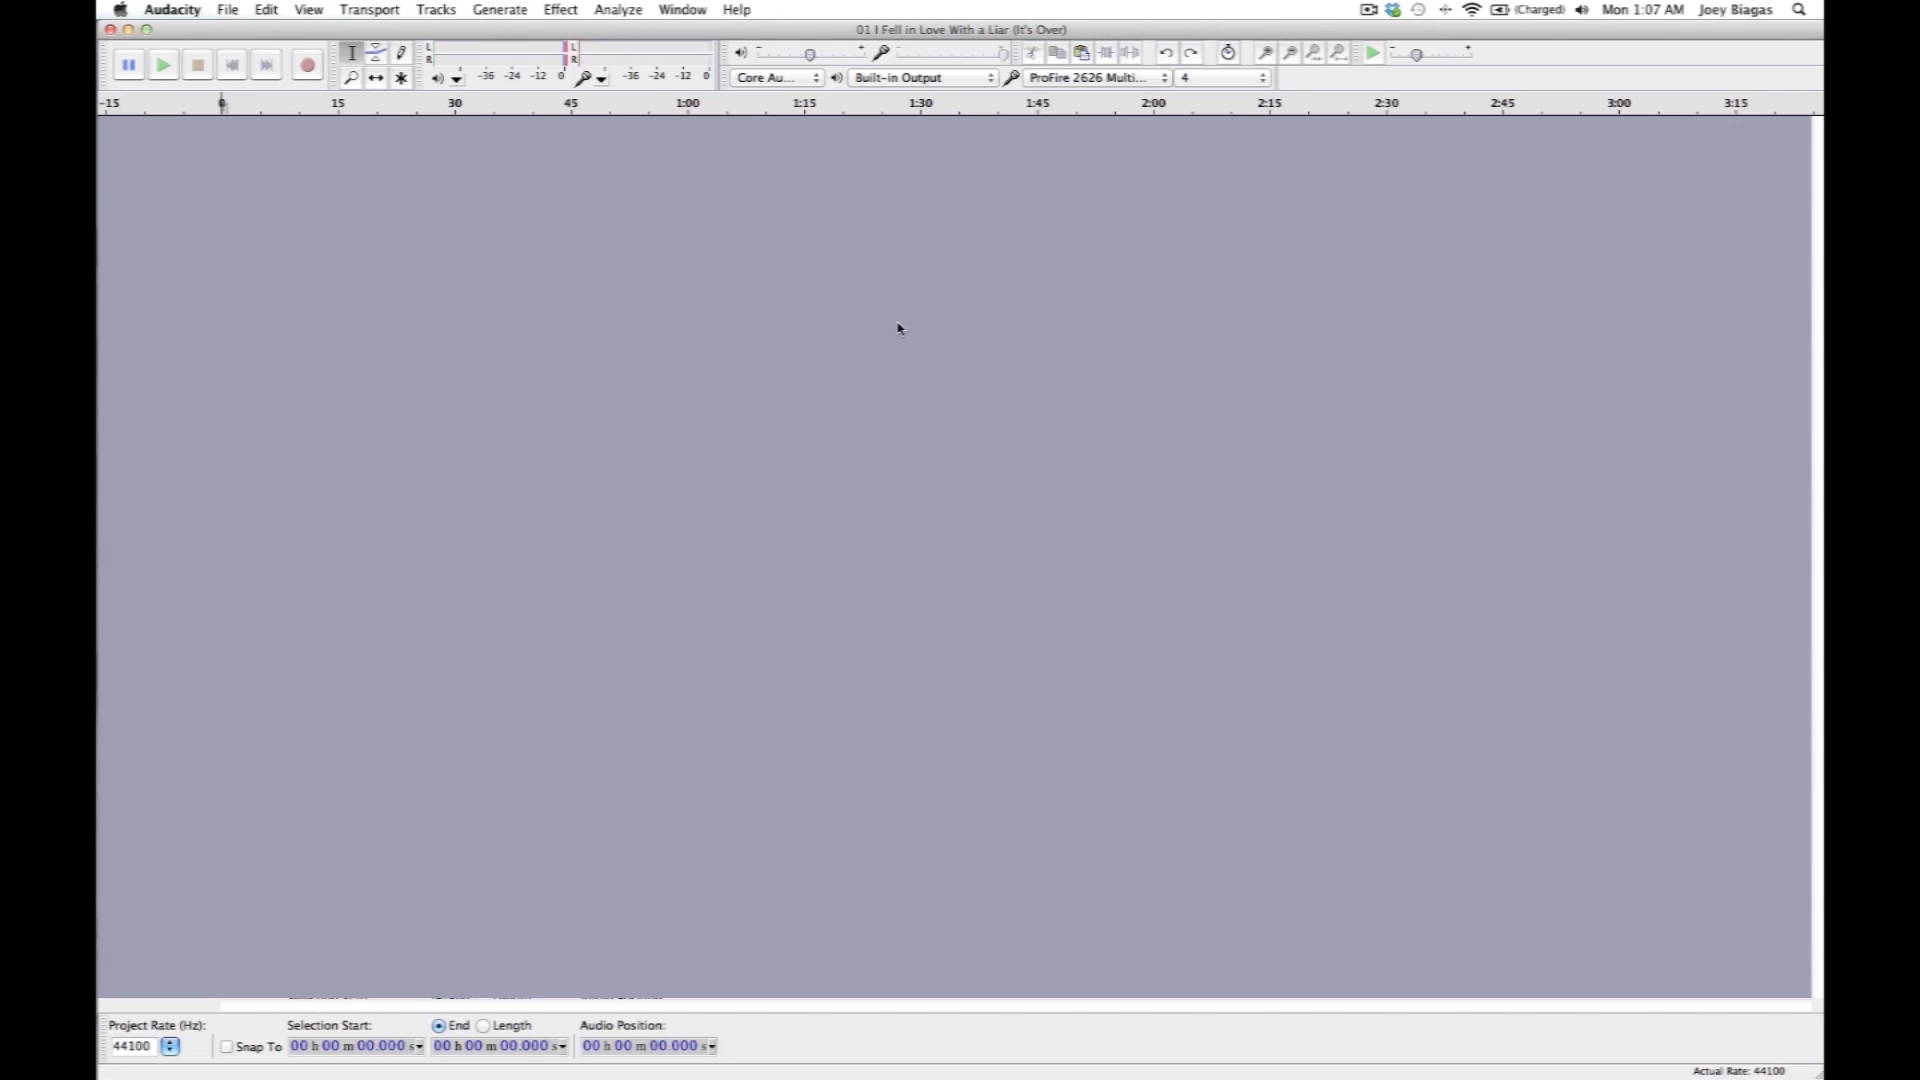 Audacity File Edit View Transport Tracks Generate Effect Analyze Window Help (Charged) Mon 1:07 AM Joey Biagas
01 I Fell in Love With a Liar (It's Over)
L R L R
-36 -24 -12 0 -36 -24 -12 0
Core Au... Built-in Output ProFire 2626 Multi... 4
-15 0 15 30 45 1:00 1:15 1:30 1:45 2:00 2:15 2:30 2:45 3:00 3:15
Project Rate (Hz): Selection Start: End Length Audio Position:
44100 Snap To 00 h 00 m 00.000 s 00 h 00 m 00.000 s 00 h 00 m 00.000 s
Actual Rate: 44100